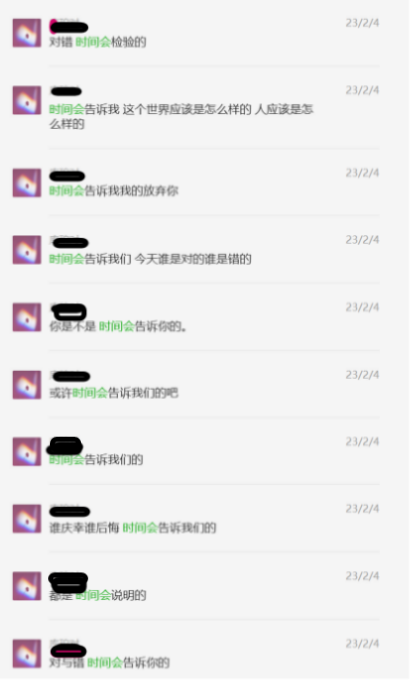 23/2/4
对错 时间会检验的
23/2/4
时间会告诉我 这个世界应该是怎么样的 人应该是怎
么样的
23/2/4
时间会告诉我我的放弃你
23/2/4
时间会告诉我们 今天谁是对的谁是错的
23/2/4
你是不是 时间会告诉你的。
23/2/4
或许时间会告诉我们的吧
23/2/4
时间会告诉我们的
23/2/4
谁庆幸谁后悔 时间会告诉我们的
23/2/4
都是 时间会说明的
23/2/4
对与错 时间会告诉你的